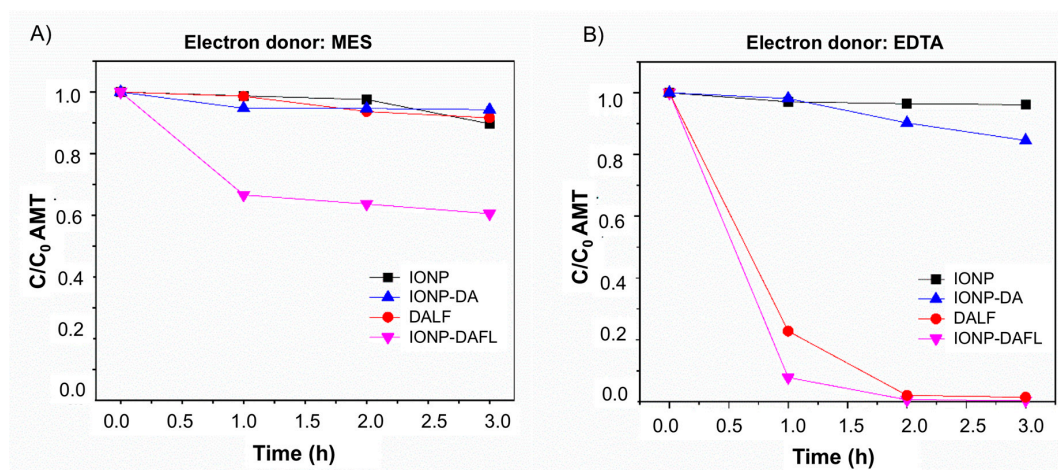 A)
Electron donor: MES
C/C0 AMT
1.0
0.8
0.6
0.4
0.2
0.0
IONP
IONP-DA
DALF
IONP-DAFL
0.0 0.5 1.0 1.5 2.0 2.5 3.0
Time (h)
B)
Electron donor: EDTA
C/C0 AMT
1.0
0.8
0.6
0.4
0.2
0.0
IONP
IONP-DA
DALF
IONP-DAFL
0.0 0.5 1.0 1.5 2.0 2.5 3.0
Time (h)